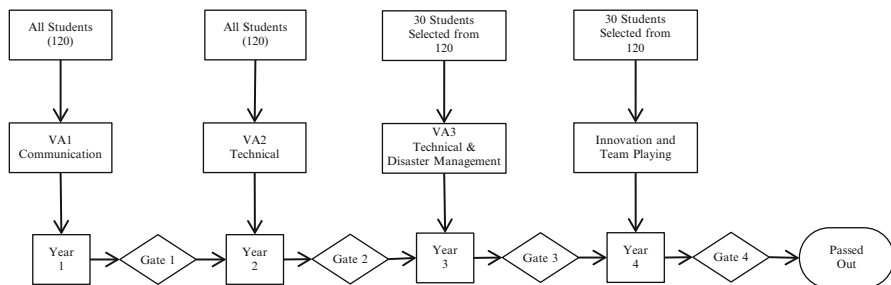 All Students
(120)
All Students
(120)
30 Students
Selected from
120
30 Students
Selected from
120
VA1
Communication
VA2
Technical
VA3
Technical &
Disaster Management
Innovation and
Team Playing
Year
1
Gate 1
Year
2
Gate 2
Year
3
Gate 3
Year
4
Gate 4
Passed
Out